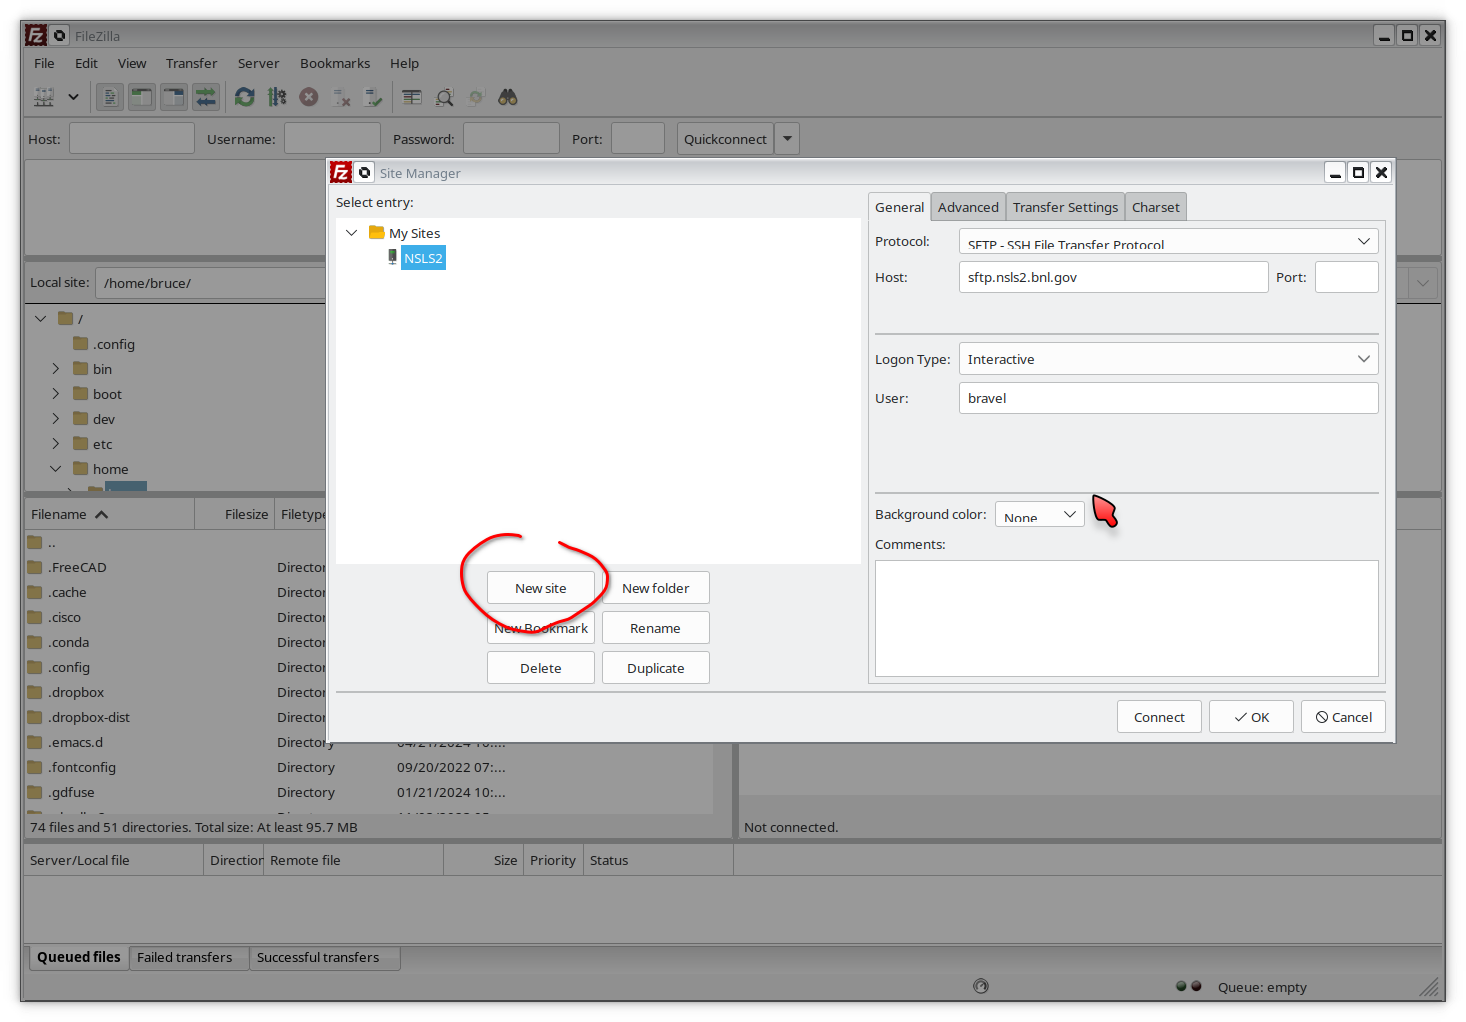 FileZilla
File Edit View Transfer Server Bookmarks Help
Host: Username: Password: Port: Quickconnect
Site Manager
Select entry:
My Sites
NSLS2
New site New folder
New Bookmark Rename
Delete Duplicate
General Advanced Transfer Settings Charset
Protocol: SFTP - SSH File Transfer Protocol
Host: sftp.nsls2.bnl.gov Port:
Logon Type: Interactive
User: bravel
Background color: None
Comments:
Connect OK Cancel
Local site: /home/bruce/
/
.config
bin
boot
dev
etc
home
Filename Filesize Filetype
..
.FreeCAD Director
.cache Director
.cisco Director
.conda Director
.config Director
.dropbox Director
.dropbox-dist Director
.emacs.d Directory 04/21/2024
.fontconfig Directory 09/20/2022 07:...
.gdfuse Directory 01/21/2024 10:...
74 files and 51 directories. Total size: At least 95.7 MB
Not connected.
Server/Local file Direction Remote file Size Priority Status
Queued files Failed transfers Successful transfers
Queue: empty